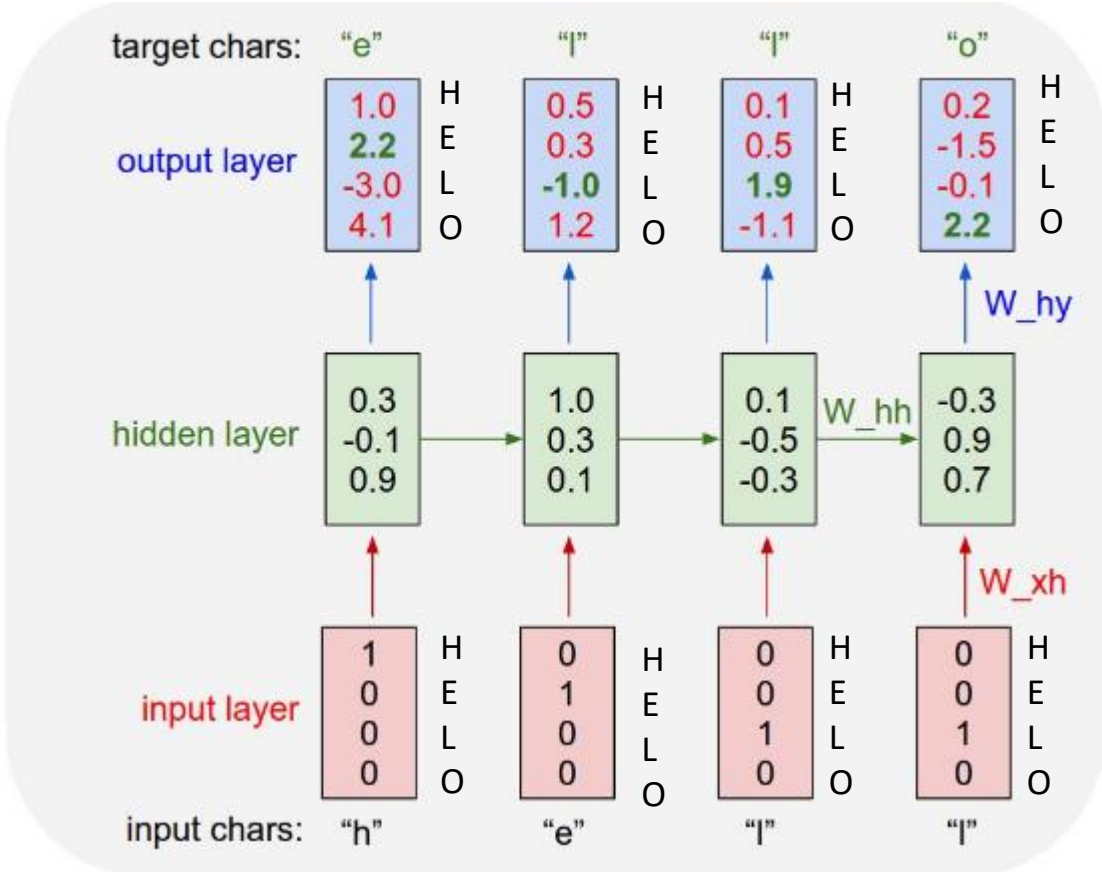 target chars: “e” “l” “l” “o”
output layer
1.0 H 0.5 H 0.1 H 0.2 H
2.2 E 0.3 E 0.5 E -1.5 E
-3.0 L -1.0 L 1.9 L -0.1 L
4.1 O 1.2 O -1.1 O 2.2 O
W_hy
hidden layer
0.3 1.0 0.1 W_hh -0.3
-0.1 0.3 -0.5 0.9
0.9 0.1 -0.3 0.7
W_xh
input layer
1 H 0 H 0 H 0 H
0 E 1 E 0 E 0 E
0 L 0 L 1 L 1 L
0 O 0 O 0 O 0 O
input chars: “h” “e” “l” “l”